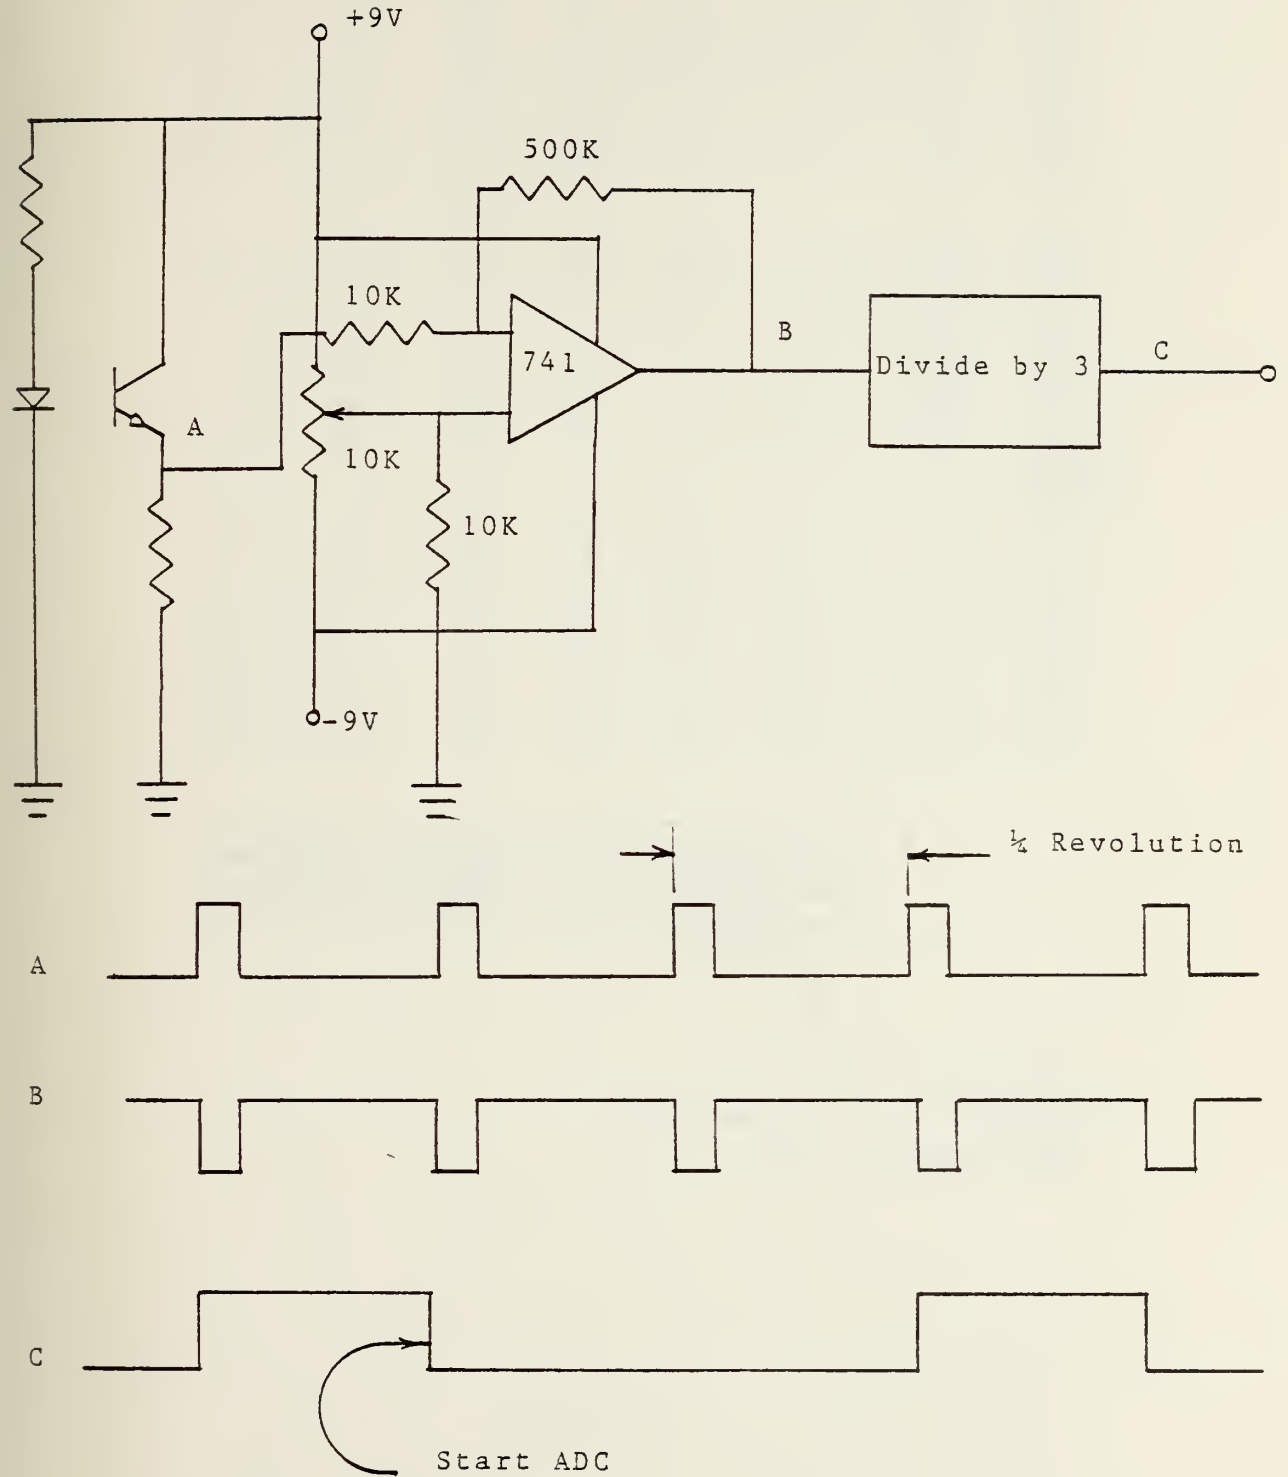 +9V
500K
10K
741
B
Divide by 3
C
A
10K
10K
-9V
¼ Revolution
A
B
C
Start ADC